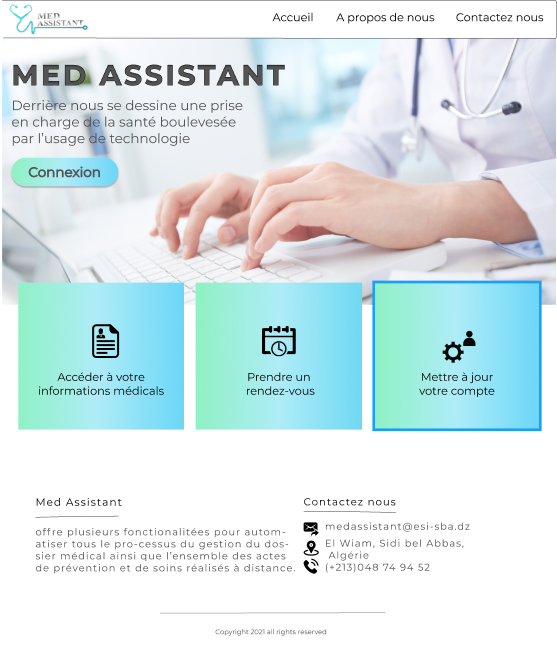 MED
ASSISTANT
Accueil
A propos de nous
Contactez nous
MED ASSISTANT
Derrière nous se dessine une prise
en charge de la santé boulevesée
par l'usage de technologie
Connexion
Accéder à votre
informations médicals
Prendre un
rendez-vous
Mettre à jour
votre compte
Med Assistant
offre plusieurs fonctionalitées pour autom-
atiser tous le pro-cessus du gestion du dos-
sier médical ainsi que l'ensemble des actes
de prévention et de soins réalisés à distance.
Contactez nous
medassistant@esi-sba.dz
El Wiam, Sidi bel Abbas,
Algérie
(+213)048 74 94 52
Copyright 2021 all rights reserved